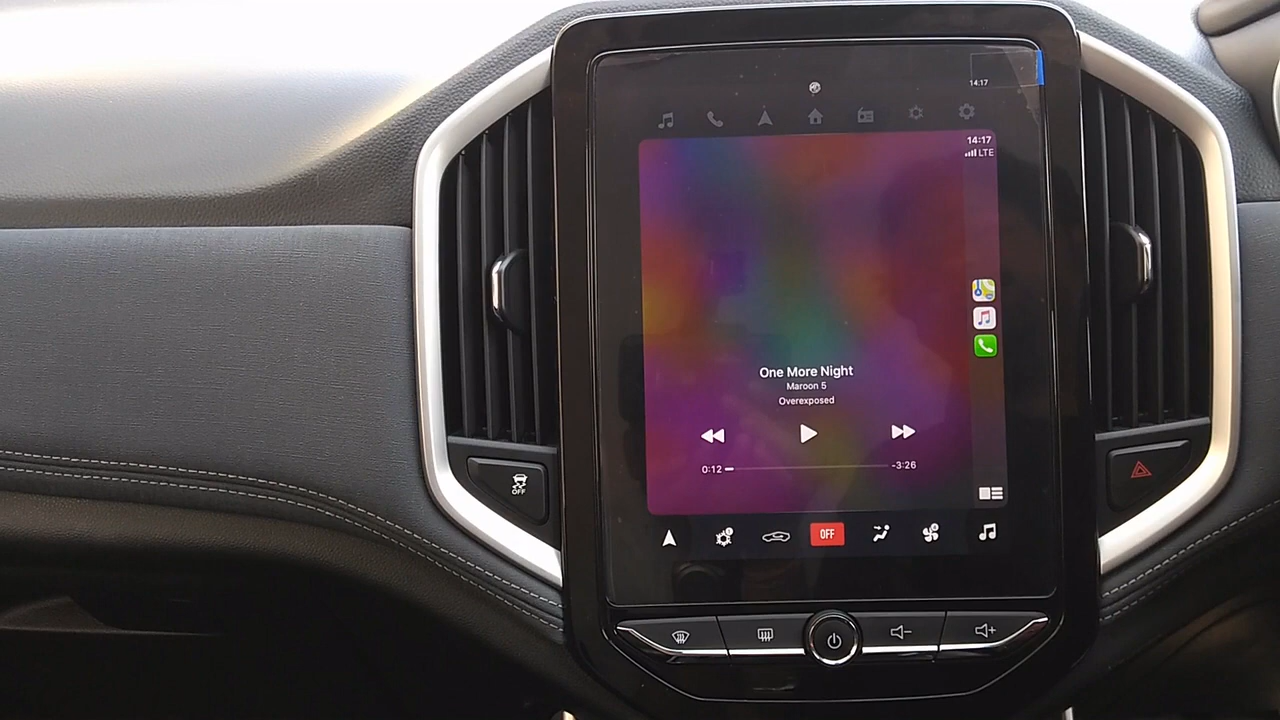 14:17
14:17
LTE
One More Night
Maroon 5
Overexposed
0:12
-3:26
OFF
OFF